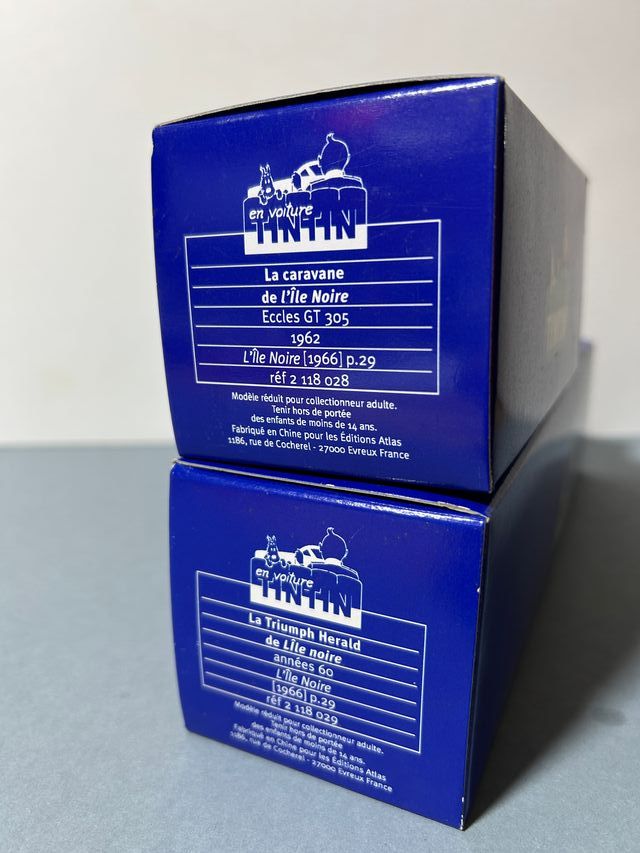 en voiture
TINTIN
La caravane
de l'Île Noire
Eccles GT 305
1962
L'Île Noire [1966] p.29
réf 2 118 028
Modèle réduit pour collectionneur adulte.
Tenir hors de portée
des enfants de moins de 14 ans.
Fabriqué en Chine pour les Éditions Atlas
1186, rue de Cocherel - 27000 Evreux France
en voiture
TINTIN
La Triumph Herald
de LÎle noire
années 60
L'Île Noire
[1966] p.29
réf 2 118 029
Modèle réduit pour collectionneur adulte.
Tenir hors de portée
des enfants de moins de 14 ans.
Fabriqué en Chine pour les Éditions Atlas
1186, rue de Cocherel - 27000 Evreux France